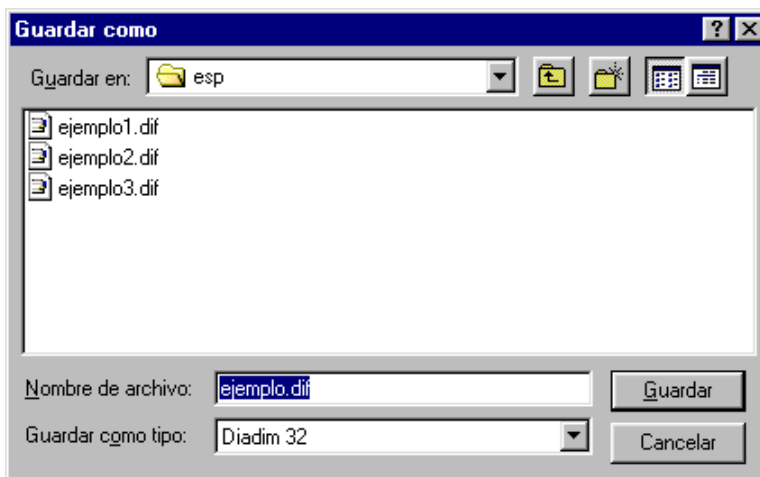 Guardar como
Guardar en: esp
ejemplo1.dif
ejemplo2.dif
ejemplo3.dif
Nombre de archivo: ejemplo.dif Guardar
Guardar como tipo: Diadim 32 Cancelar